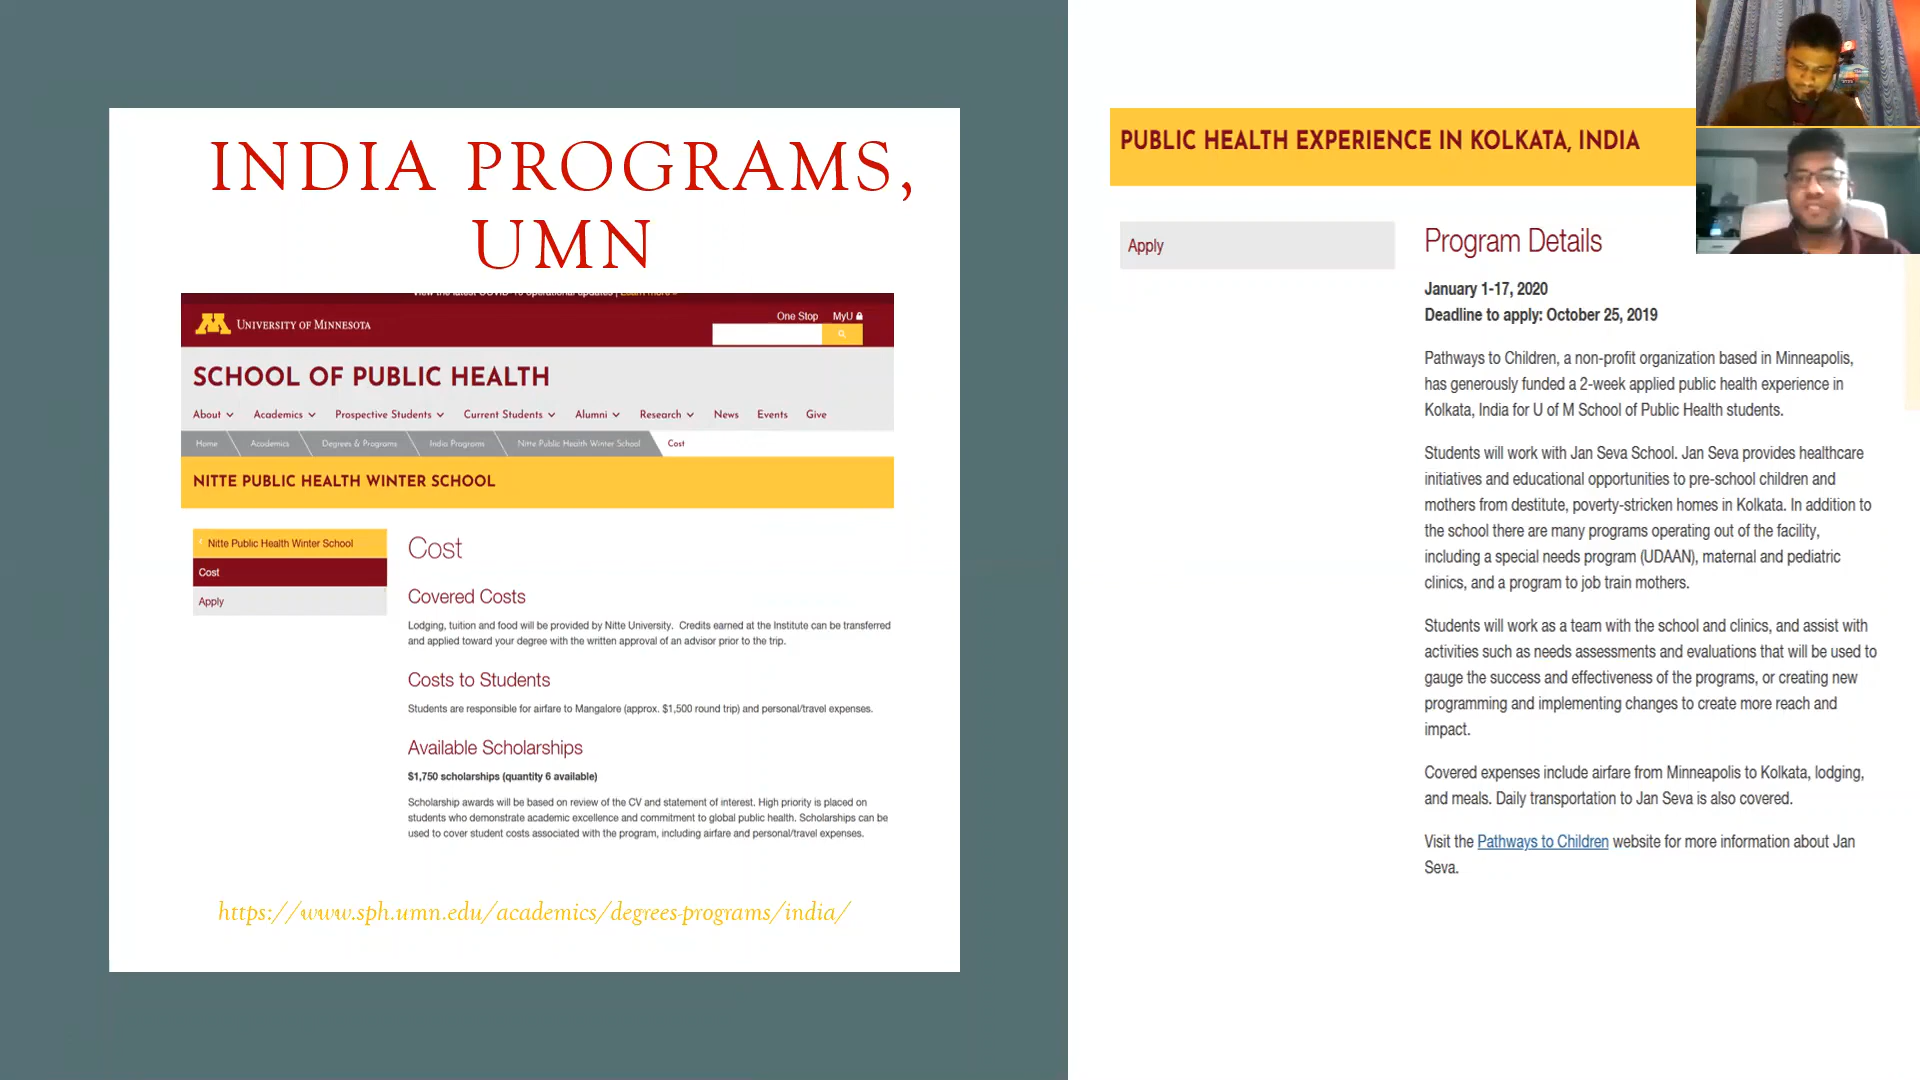 INDIA PROGRAMS,
UMN
View the latest COVID-19 operational updates | Learn more »
UNIVERSITY OF MINNESOTA
One Stop MyU
SCHOOL OF PUBLIC HEALTH
About Academics Prospective Students Current Students Alumni Research News Events Give
Home Academics Degrees & Programs India Programs Nitte Public Health Winter School Cost
NITTE PUBLIC HEALTH WINTER SCHOOL
Nitte Public Health Winter School
Cost
Apply
Cost
Covered Costs
Lodging, tuition and food will be provided by Nitte University. Credits earned at the Institute can be transferred
and applied toward your degree with the written approval of an advisor prior to the trip.
Costs to Students
Students are responsible for airfare to Mangalore (approx. $1,500 round trip) and personal/travel expenses.
Available Scholarships
$1,750 scholarships (quantity 6 available)
Scholarship awards will be based on review of the CV and statement of interest. High priority is placed on
students who demonstrate academic excellence and commitment to global public health. Scholarships can be
used to cover student costs associated with the program, including airfare and personal/travel expenses.
https://www.sph.umn.edu/academics/degrees-programs/india/
PUBLIC HEALTH EXPERIENCE IN KOLKATA, INDIA
Apply
Program Details
January 1-17, 2020
Deadline to apply: October 25, 2019
Pathways to Children, a non-profit organization based in Minneapolis,
has generously funded a 2-week applied public health experience in
Kolkata, India for U of M School of Public Health students.
Students will work with Jan Seva School. Jan Seva provides healthcare
initiatives and educational opportunities to pre-school children and
mothers from destitute, poverty-stricken homes in Kolkata. In addition to
the school there are many programs operating out of the facility,
including a special needs program (UDAAN), maternal and pediatric
clinics, and a program to job train mothers.
Students will work as a team with the school and clinics, and assist with
activities such as needs assessments and evaluations that will be used to
gauge the success and effectiveness of the programs, or creating new
programming and implementing changes to create more reach and
impact.
Covered expenses include airfare from Minneapolis to Kolkata, lodging,
and meals. Daily transportation to Jan Seva is also covered.
Visit the Pathways to Children website for more information about Jan
Seva.